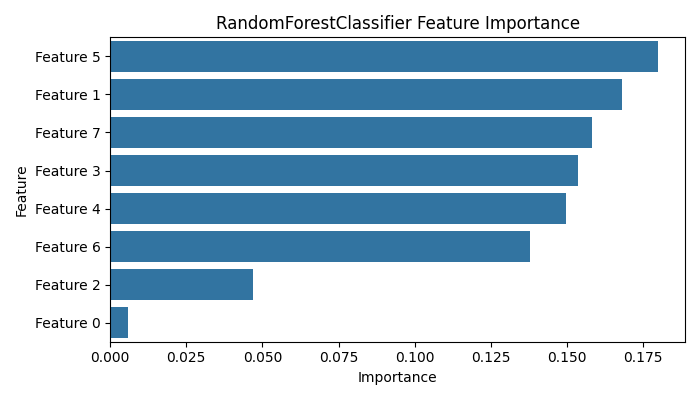 RandomForestClassifier Feature Importance
Feature 5
Feature 1
Feature 7
Feature 3
Feature 4
Feature 6
Feature 2
Feature 0
Feature
0.000 0.025 0.050 0.075 0.100 0.125 0.150 0.175
Importance